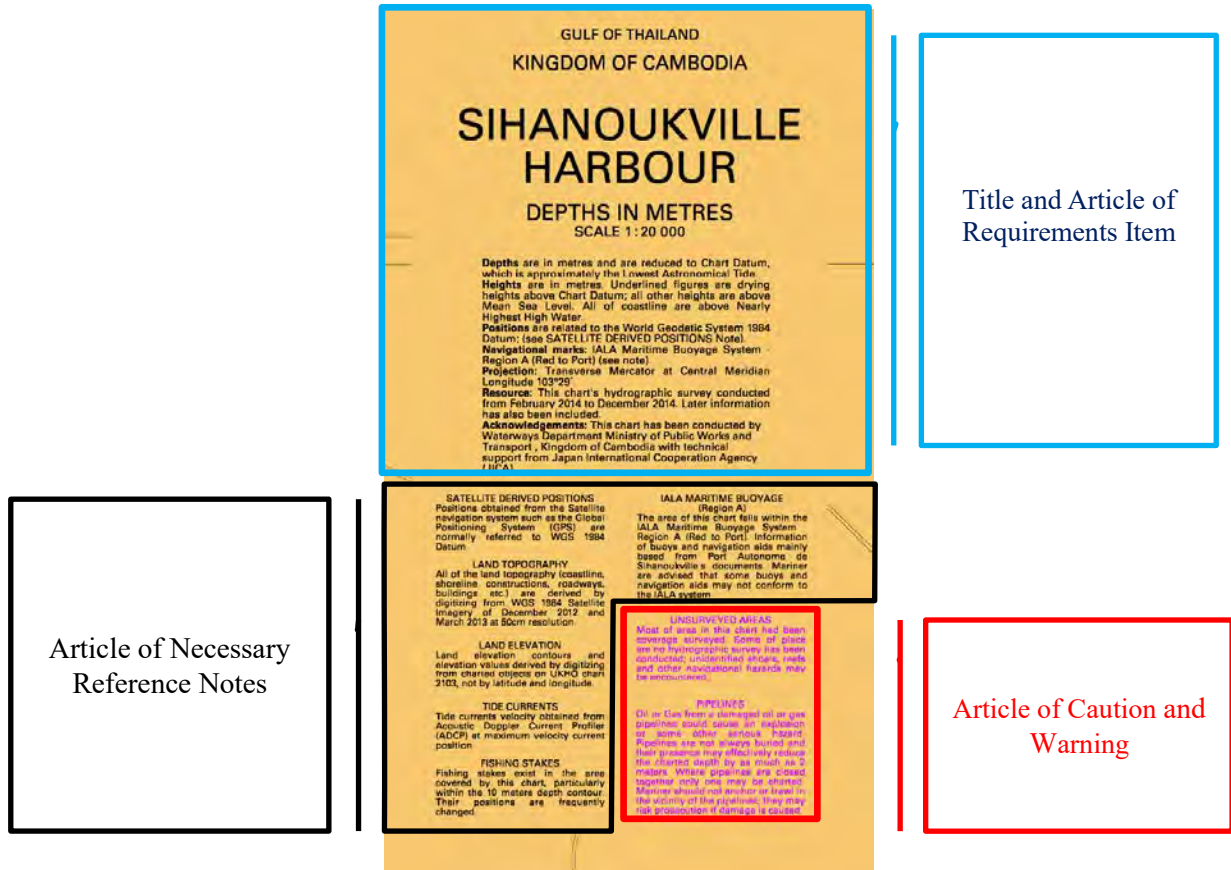 GULF OF THAILAND
KINGDOM OF CAMBODIA
SIHANOUKVILLE
HARBOUR
DEPTHS IN METRES
SCALE 1:20 000
Depths are in metres and are reduced to Chart Datum,
which is approximately the Lowest Astronomical Tide.
Heights are in metres. Underlined figures are drying
heights above Chart Datum; all other heights are above
Mean Sea Level. All of coastline are above Nearly
Highest High Water.
Positions are related to the World Geodetic System 1984
Datum: (see SATELLITE DERIVED POSITIONS Note).
Navigational marks: IALA Maritime Buoyage System -
Region A (Red to Port) (see note).
Projection: Transverse Mercator at Central Meridian
Longitude 103°29'
Resource: This chart's hydrographic survey conducted
from February 2014 to December 2014. Later information
has also been included.
Acknowledgements: This chart has been conducted by
Waterways Department Ministry of Public Works and
Transport , Kingdom of Cambodia with technical
support from Japan International Cooperation Agency
(JICA)
Title and Article of
Requirements Item
SATELLITE DERIVED POSITIONS
Positions obtained from the Satellite
navigation system such as the Global
Positioning System (GPS) are
normally referred to WGS 1984
Datum
LAND TOPOGRAPHY
All of the land topography (coastline,
shoreline constructions, roadways,
buildings etc.) are derived by
digitizing from WGS 1984 Satellite
Imagery of December 2012 and
March 2013 at 50cm resolution.
LAND ELEVATION
Land elevation contours and
elevation values derived by digitizing
from charted objects on UKHO chart
2103, not by latitude and longitude.
TIDE CURRENTS
Tide currents velocity obtained from
Acoustic Doppler Current Profiler
(ADCP) at maximum velocity current
position
FISHING STAKES
Fishing stakes exist in the area
covered by this chart, particularly
within the 10 meters depth contour.
Their positions are frequently
changed.
IALA MARITIME BUOYAGE
(Region A)
The area of this chart falls within the
IALA Maritime Buoyage System -
Region A (Red to Port). Information
of buoys and navigation aids mainly
based from Port Autonome de
Sihanoukville's documents. Mariner
are advised that some buoys and
navigation aids may not conform to
the IALA system
UNSURVEYED AREAS
Most of area in this chart had been
coverage surveyed. Some of place
are no hydrographic survey has been
conducted; unidentified shoals, reefs
and other navigational hazards may
be encountered.
PIPELINES
Oil or Gas from a damaged oil or gas
pipelines could cause an explosion
or some other serious hazard.
Pipelines are not always buried and
their presence may effectively reduce
the charted depth by as much as 2
meters. Where pipelines are closed
together only one may be charted.
Mariner should not anchor or trawl in
the vicinity of the pipelines; they may
risk prosecution if damage is caused.
Article of Necessary
Reference Notes
Article of Caution and
Warning